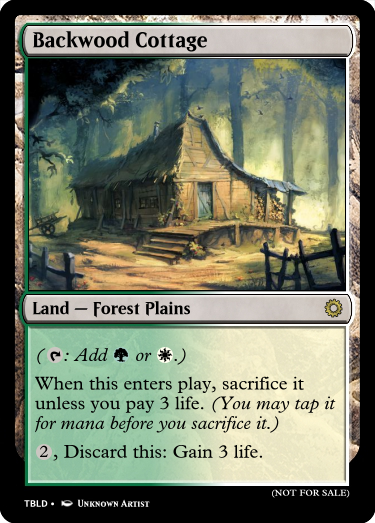 Backwood Cottage
Land — Forest Plains
( : Add or .)
When this enters play, sacrifice it
unless you pay 3 life. (You may tap it
for mana before you sacrifice it.)
2, Discard this: Gain 3 life.
(NOT FOR SALE)
TBLD • Unknown Artist